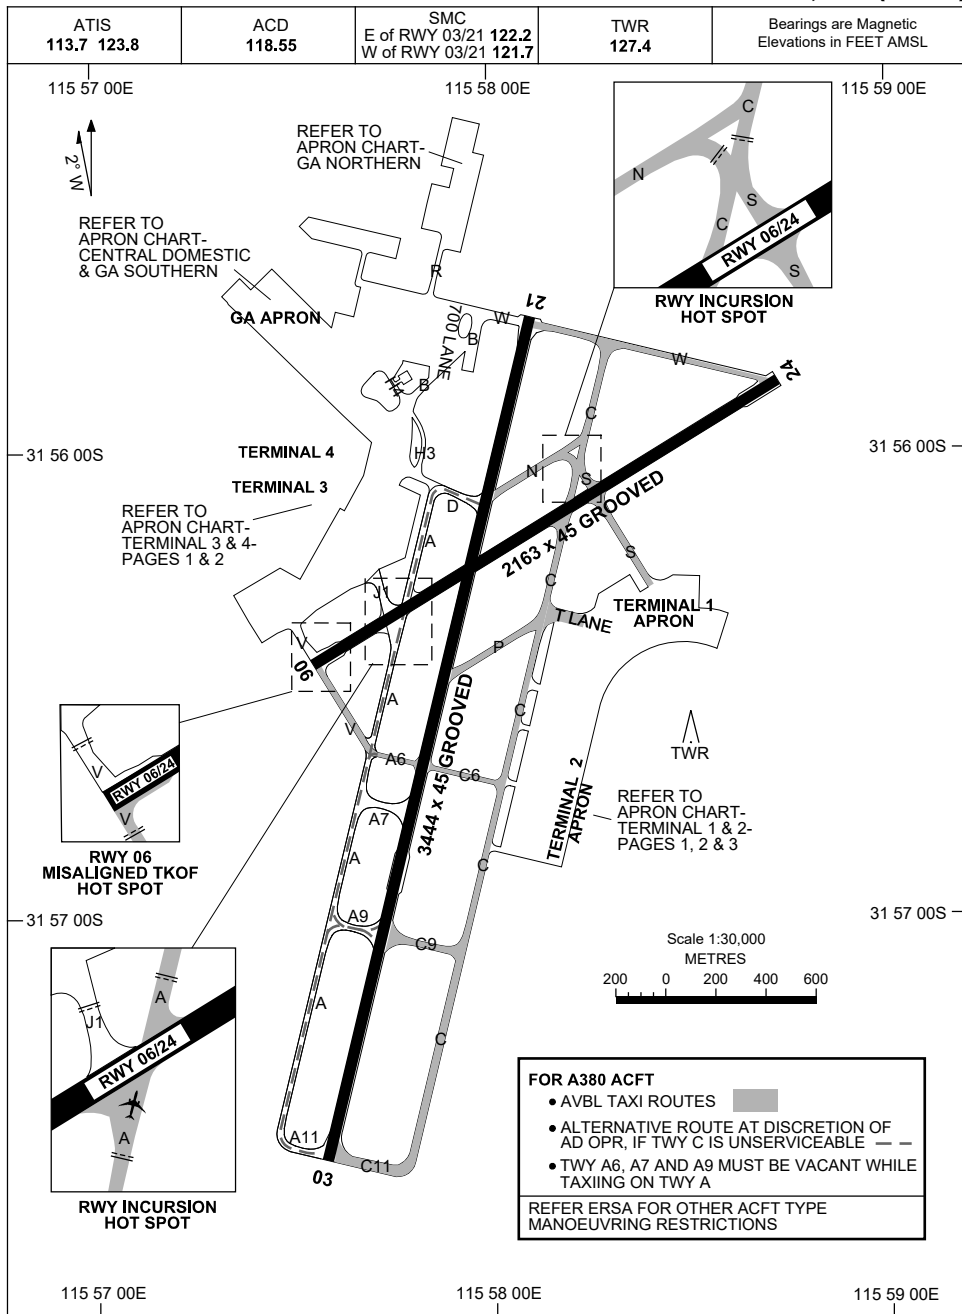 ATIS
113.7 123.8
ACD
118.55
SMC
E of RWY 03/21 122.2
W of RWY 03/21 121.7
TWR
127.4
Bearings are Magnetic
Elevations in FEET AMSL
115 57 00E
115 58 00E
115 59 00E
2° W
REFER TO
APRON CHART-
GA NORTHERN
REFER TO
APRON CHART-
CENTRAL DOMESTIC
& GA SOUTHERN
GA APRON
R
700 LANE
B
W
21
B
H4
H3
W
24
C
N
C
S
C
S
RWY 06/24
RWY INCURSION
HOT SPOT
31 56 00S
31 56 00S
TERMINAL 4
TERMINAL 3
REFER TO
APRON CHART-
TERMINAL 3 & 4-
PAGES 1 & 2
D
A
N
C
S
S
2163 x 45 GROOVED
C
J1
V
06
TERMINAL 1
APRON
T LANE
P
A
V
C
A6
C6
3444 x 45 GROOVED
TWR
TERMINAL 2
APRON
REFER TO
APRON CHART-
TERMINAL 1 & 2-
PAGES 1, 2 & 3
V
RWY 06/24
V
RWY 06
MISALIGNED TKOF
HOT SPOT
A7
A
C
A9
C9
31 57 00S
31 57 00S
Scale 1:30,000
METRES
200 0 200 400 600
A
J1
RWY 06/24
A
RWY INCURSION
HOT SPOT
A
C
A11
03
C11
FOR A380 ACFT
• AVBL TAXI ROUTES
• ALTERNATIVE ROUTE AT DISCRETION OF
AD OPR, IF TWY C IS UNSERVICEABLE
• TWY A6, A7 AND A9 MUST BE VACANT WHILE
TAXIING ON TWY A
REFER ERSA FOR OTHER ACFT TYPE
MANOEUVRING RESTRICTIONS
115 57 00E
115 58 00E
115 59 00E